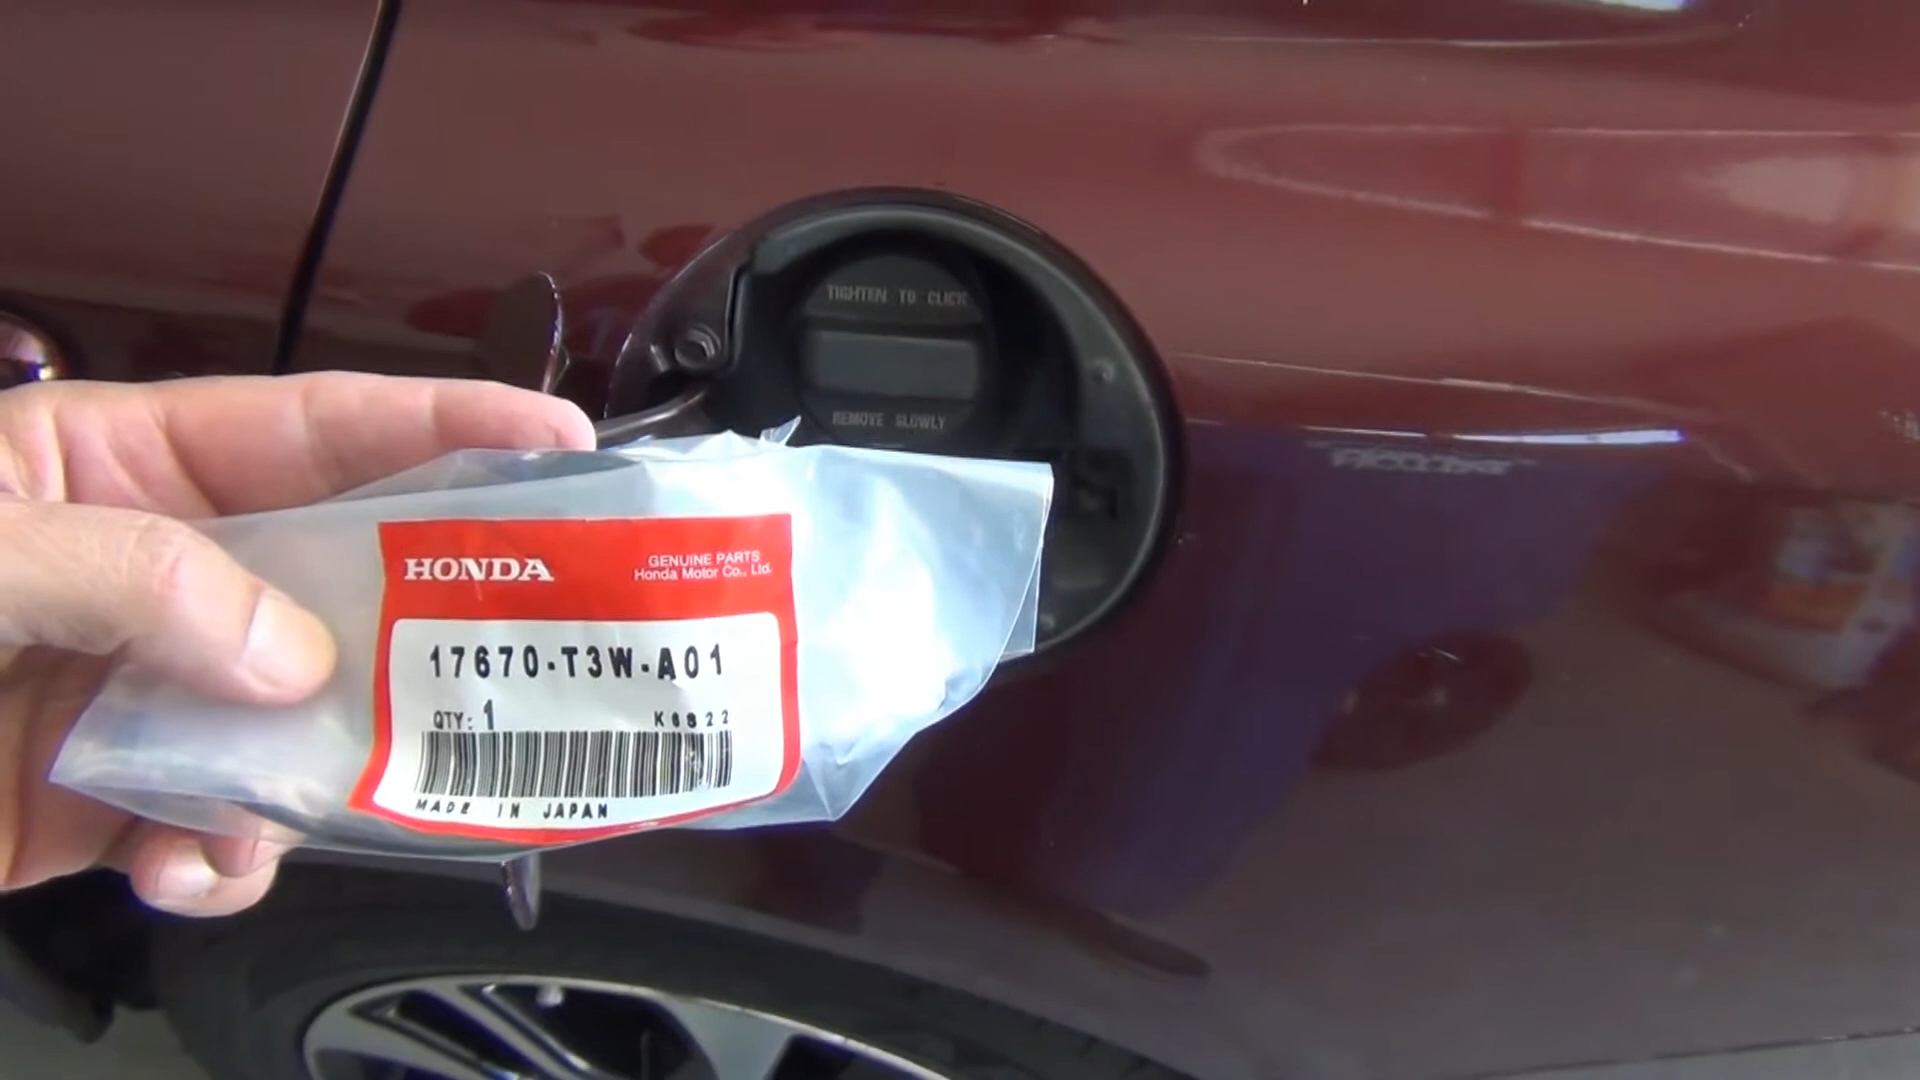 TIGHTEN TO CLICK
REMOVE SLOWLY
HONDA
GENUINE PARTS
Honda Motor Co., Ltd.
17670-T3W-A01
QTY: 1 K6S22
MADE IN JAPAN